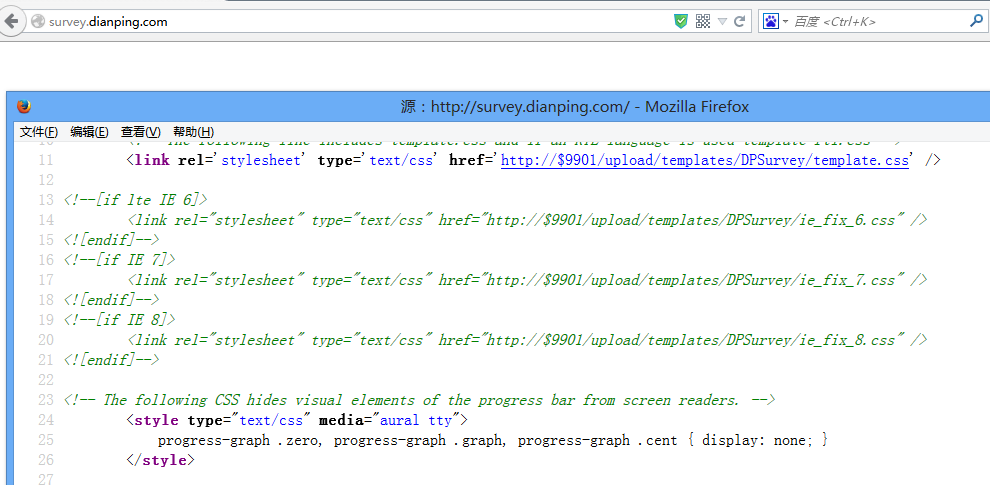 survey.dianping.com
百度 <Ctrl+K>
源：http://survey.dianping.com/ - Mozilla Firefox
文件(F) 编辑(E) 查看(V) 帮助(H)
11 <link rel='stylesheet' type='text/css' href='http://$9901/upload/templates/DPSurvey/template.css' />
12
13 <!--[if lte IE 6]>
14 <link rel="stylesheet" type="text/css" href="http://$9901/upload/templates/DPSurvey/ie_fix_6.css" />
15 <![endif]-->
16 <!--[if IE 7]>
17 <link rel="stylesheet" type="text/css" href="http://$9901/upload/templates/DPSurvey/ie_fix_7.css" />
18 <![endif]-->
19 <!--[if IE 8]>
20 <link rel="stylesheet" type="text/css" href="http://$9901/upload/templates/DPSurvey/ie_fix_8.css" />
21 <![endif]-->
22
23 <!-- The following CSS hides visual elements of the progress bar from screen readers. -->
24 <style type="text/css" media="aural tty">
25 progress-graph .zero, progress-graph .graph, progress-graph .cent { display: none; }
26 </style>
27